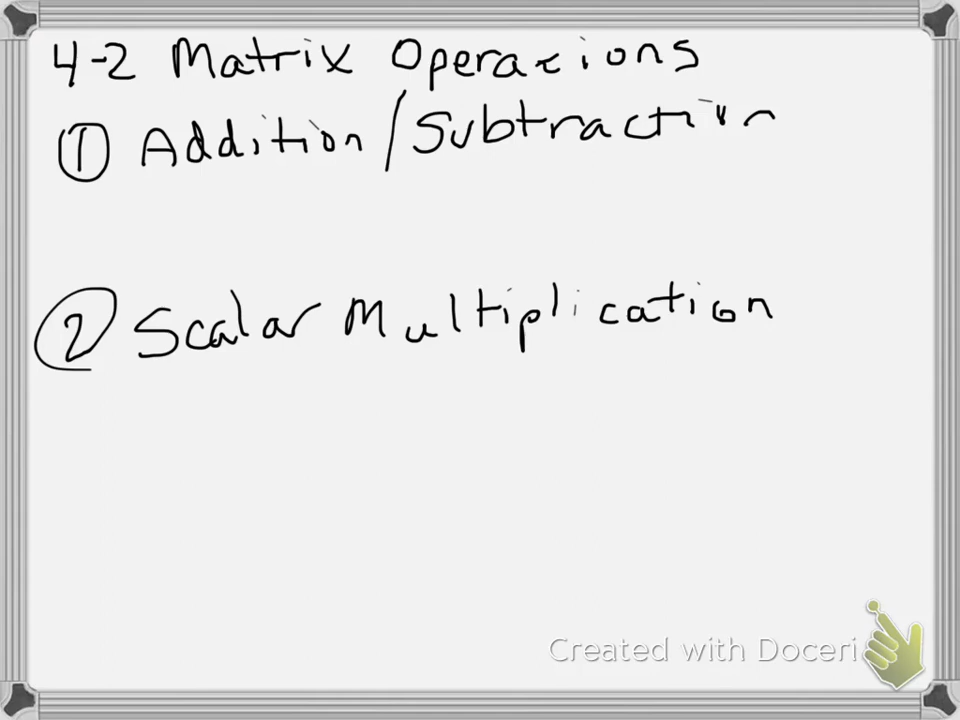 4-2 Matrix Operations
① Addition/Subtraction
② Scalar Multiplication
Created with Doceri